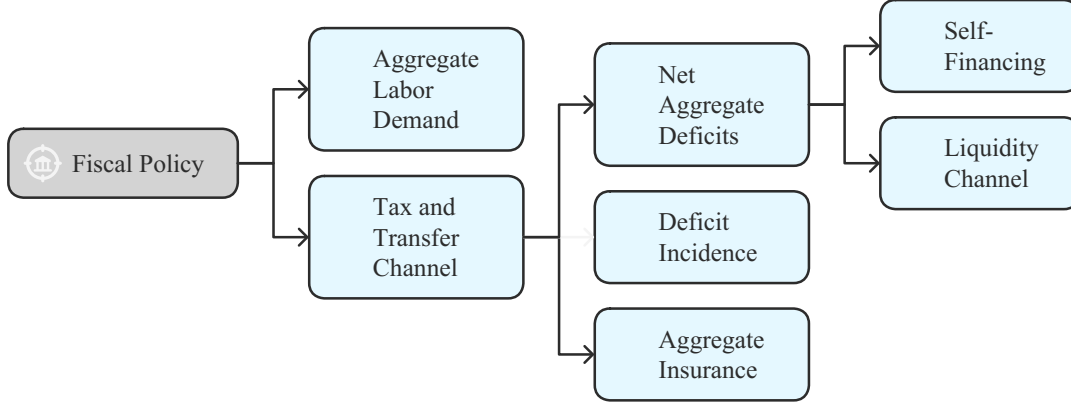 Fiscal Policy
Aggregate
Labor
Demand
Tax and
Transfer
Channel
Net
Aggregate
Deficits
Deficit
Incidence
Aggregate
Insurance
Self-
Financing
Liquidity
Channel